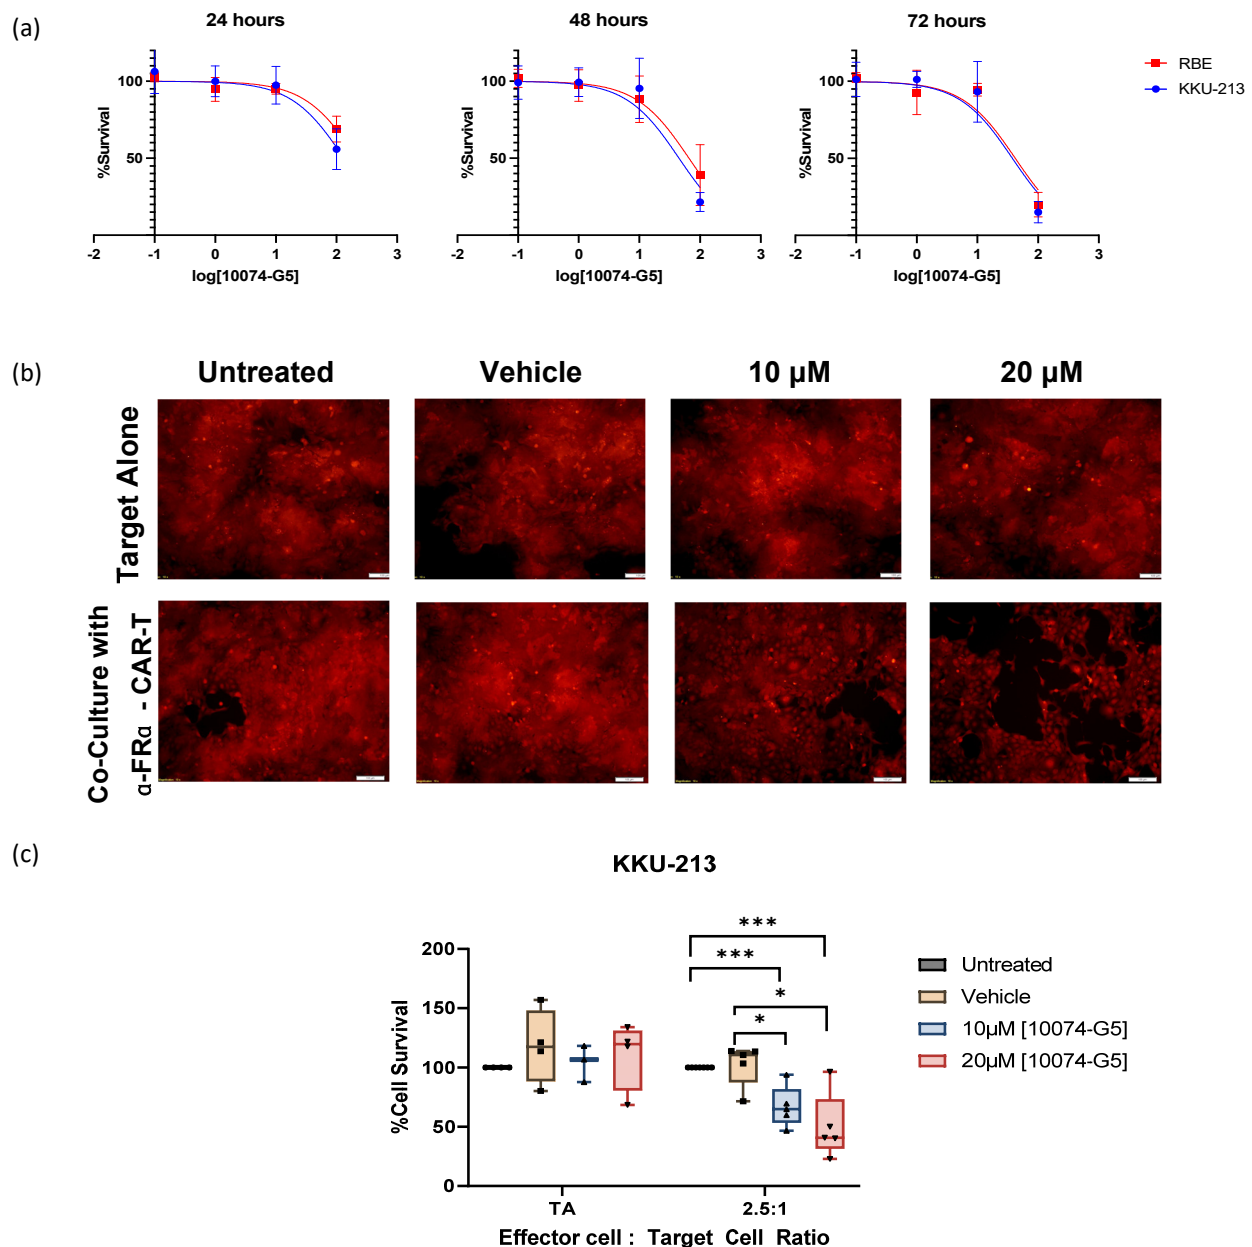 (a)
24 hours
48 hours
72 hours
RBE
KKU-213
%Survival
100
50
-2 -1 0 1 2 3
log[10074-G5]
%Survival
100
50
-2 -1 0 1 2 3
log[10074-G5]
%Survival
100
50
-2 -1 0 1 2 3
log[10074-G5]
(b)
Untreated
Vehicle
10 µM
20 µM
Target Alone
Co-Culture with
α-FRα - CAR-T
(c)
KKU-213
%Cell Survival
200
150
100
50
0
***
***
*
*
TA
2.5:1
Effector cell : Target Cell Ratio
Untreated
Vehicle
10µM [10074-G5]
20µM [10074-G5]